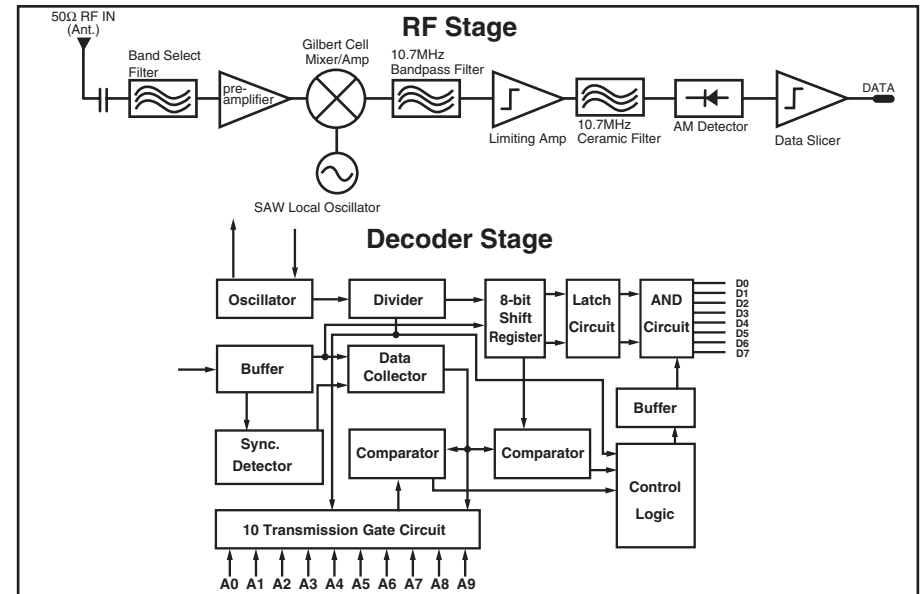 RF Stage
50Ω RF IN
(Ant.)
Band Select
Filter
pre-
amplifier
Gilbert Cell
Mixer/Amp
SAW Local Oscillator
10.7MHz
Bandpass Filter
Limiting Amp
10.7MHz
Ceramic Filter
AM Detector
Data Slicer
DATA
Decoder Stage
Oscillator
Divider
8-bit
Shift
Register
Latch
Circuit
AND
Circuit
D0
D1
D2
D3
D4
D5
D6
D7
Buffer
Data
Collector
Buffer
Sync.
Detector
Comparator
Comparator
Control
Logic
10 Transmission Gate Circuit
A0 A1 A2 A3 A4 A5 A6 A7 A8 A9